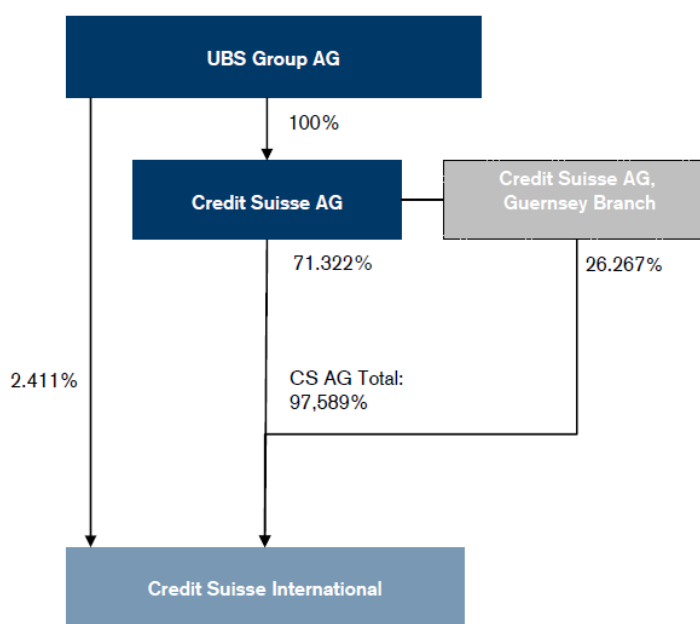 UBS Group AG
100%
Credit Suisse AG
Credit Suisse AG,
Guernsey Branch
71.322%
26.267%
2.411%
CS AG Total:
97,589%
Credit Suisse International